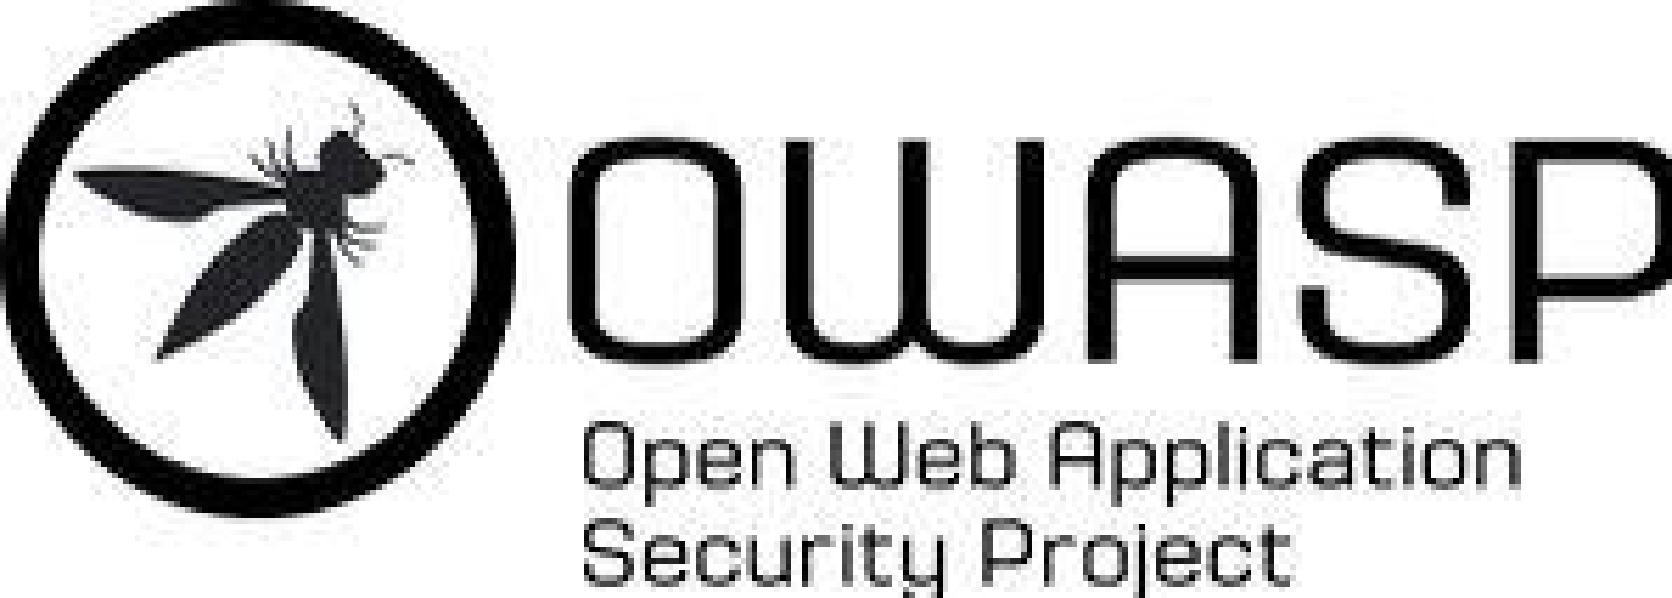 OWASP
Open Web Application
Security Project